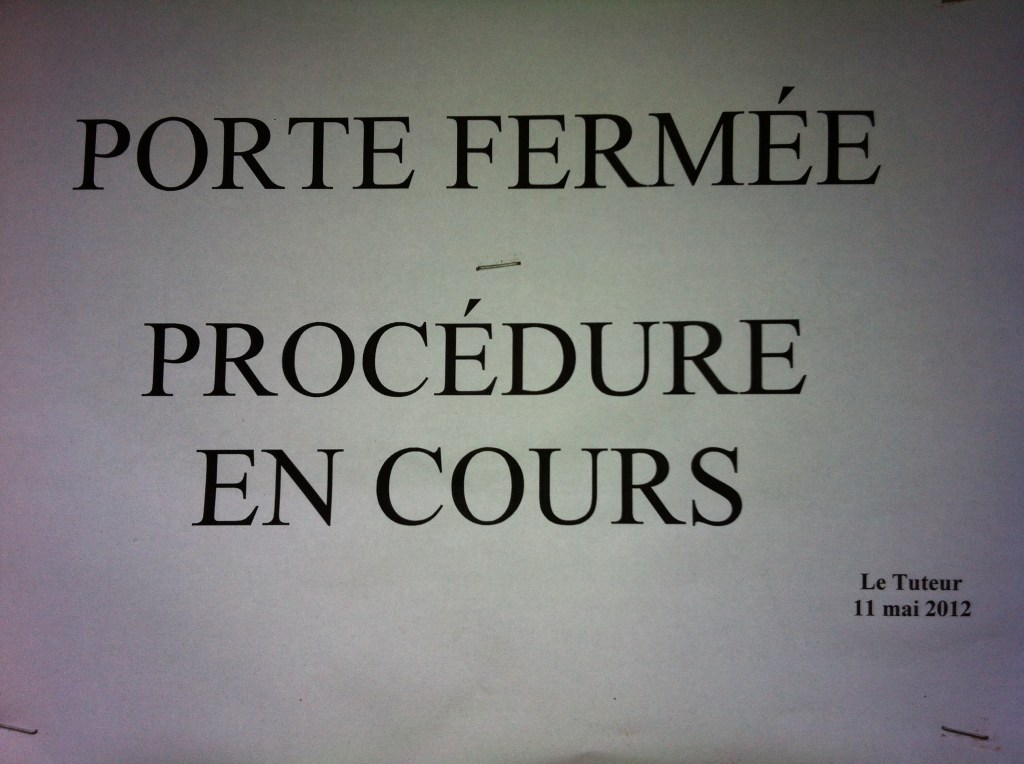 PORTE FERMÉE
PROCÉDURE
EN COURS
Le Tuteur
11 mai 2012